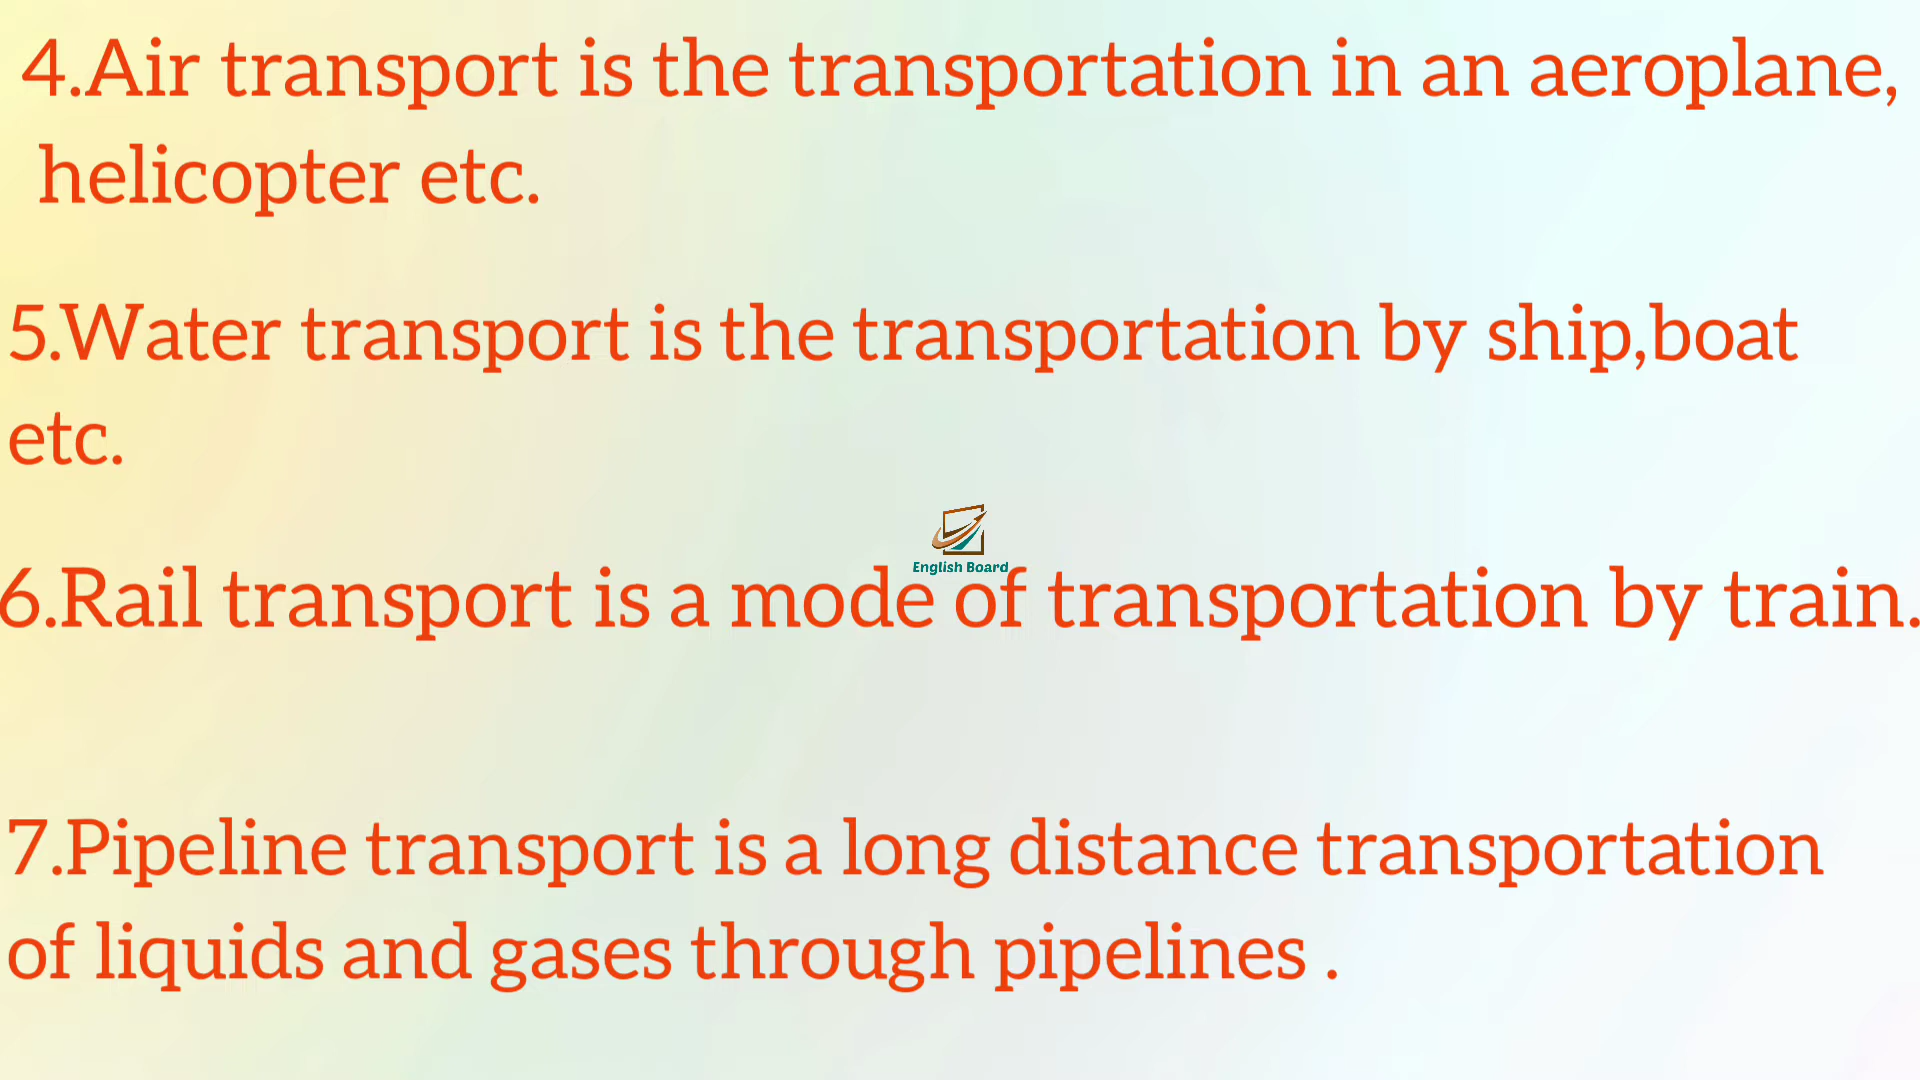 4.Air transport is the transportation in an aeroplane,
helicopter etc.
5.Water transport is the transportation by ship,boat
etc.
English Board
6.Rail transport is a mode of transportation by train.
7.Pipeline transport is a long distance transportation
of liquids and gases through pipelines .